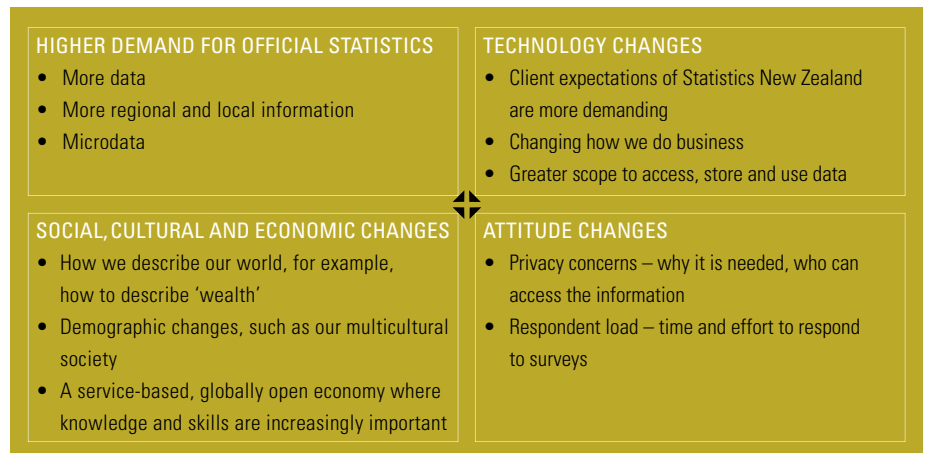 HIGHER DEMAND FOR OFFICIAL STATISTICS
• More data
• More regional and local information
• Microdata
TECHNOLOGY CHANGES
• Client expectations of Statistics New Zealand
are more demanding
• Changing how we do business
• Greater scope to access, store and use data
SOCIAL, CULTURAL AND ECONOMIC CHANGES
• How we describe our world, for example,
how to describe ‘wealth’
• Demographic changes, such as our multicultural
society
• A service-based, globally open economy where
knowledge and skills are increasingly important
ATTITUDE CHANGES
• Privacy concerns – why it is needed, who can
access the information
• Respondent load – time and effort to respond
to surveys